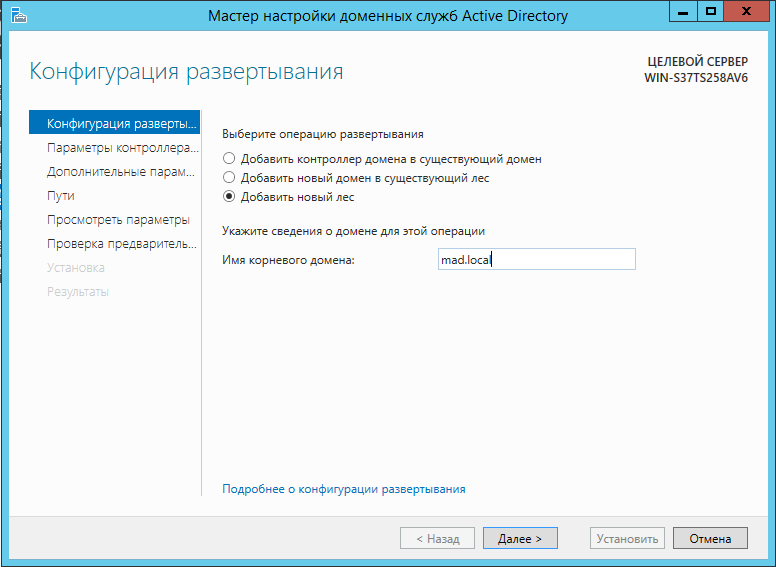 Мастер настройки доменных служб Active Directory
Конфигурация развертывания
ЦЕЛЕВОЙ СЕРВЕР
WIN-S37TS258AV6
Конфигурация разверты...
Параметры контроллера...
Дополнительные парам...
Пути
Просмотреть параметры
Проверка предваритель...
Установка
Результаты
Выберите операцию развертывания
Добавить контроллер домена в существующий домен
Добавить новый домен в существующий лес
Добавить новый лес
Укажите сведения о домене для этой операции
Имя корневого домена:
mad.local
Подробнее о конфигурации развертывания
< Назад
Далее >
Установить
Отмена